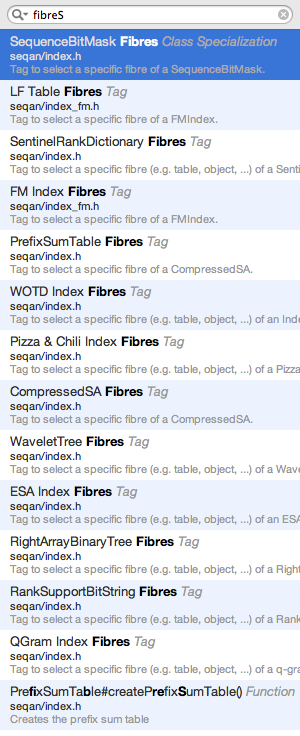 fibreS
SequenceBitMask Fibres Class Specialization
seqan/index.h
Tag to select a specific fibre of a SequenceBitMask.
LF Table Fibres Tag
seqan/index_fm.h
Tag to select a specific fibre of a FMIndex.
SentinelRankDictionary Fibres Tag
seqan/index.h
Tag to select a specific fibre (e.g. table, object, ...) of a Senti
FM Index Fibres Tag
seqan/index_fm.h
Tag to select a specific fibre of a FMIndex.
PrefixSumTable Fibres Tag
seqan/index.h
Tag to select a specific fibre of a CompressedSA.
WOTD Index Fibres Tag
seqan/index.h
Tag to select a specific fibre (e.g. table, object, ...) of an Inde
Pizza & Chili Index Fibres Tag
seqan/index.h
Tag to select a specific fibre (e.g. table, object, ...) of a Pizza
CompressedSA Fibres Tag
seqan/index.h
Tag to select a specific fibre of a CompressedSA.
WaveletTree Fibres Tag
seqan/index.h
Tag to select a specific fibre (e.g. table, object, ...) of a Wave
ESA Index Fibres Tag
seqan/index.h
Tag to select a specific fibre (e.g. table, object, ...) of an ESA
RightArrayBinaryTree Fibres Tag
seqan/index.h
Tag to select a specific fibre (e.g. table, object, ...) of a Right
RankSupportBitString Fibres Tag
seqan/index.h
Tag to select a specific fibre (e.g. table, object, ...) of a Rank
QGram Index Fibres Tag
seqan/index.h
Tag to select a specific fibre (e.g. table, object, ...) of a q-gra
PrefixSumTable#createPrefixSumTable() Function
seqan/index.h
Creates the prefix sum table